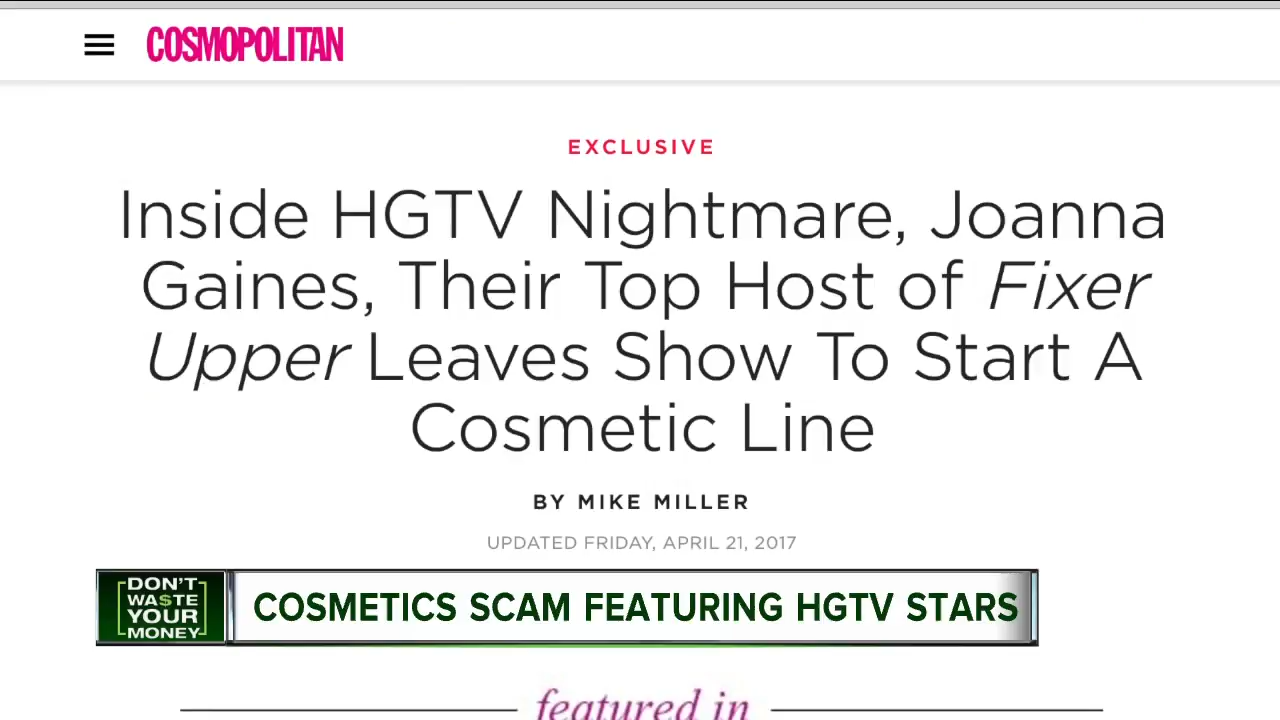 COSMOPOLITAN
EXCLUSIVE
Inside HGTV Nightmare, Joanna
Gaines, Their Top Host of Fixer
Upper Leaves Show To Start A
Cosmetic Line
BY MIKE MILLER
UPDATED FRIDAY, APRIL 21, 2017
DON'T
WA$TE
YOUR
MONEY
COSMETICS SCAM FEATURING HGTV STARS
featured in